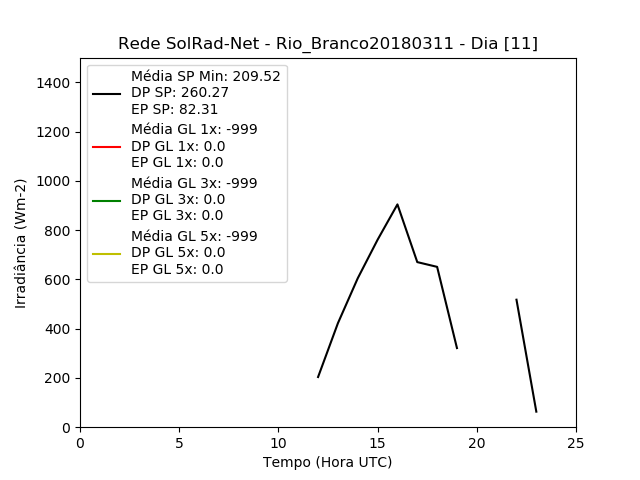 Rede SolRad-Net - Rio_Branco20180311 - Dia [11]
Média SP Min: 209.52
DP SP: 260.27
EP SP: 82.31
Média GL 1x: -999
DP GL 1x: 0.0
EP GL 1x: 0.0
Média GL 3x: -999
DP GL 3x: 0.0
EP GL 3x: 0.0
Média GL 5x: -999
DP GL 5x: 0.0
EP GL 5x: 0.0
Irradiância (Wm-2)
1400
1200
1000
800
600
400
200
0
0 5 10 15 20 25
Tempo (Hora UTC)